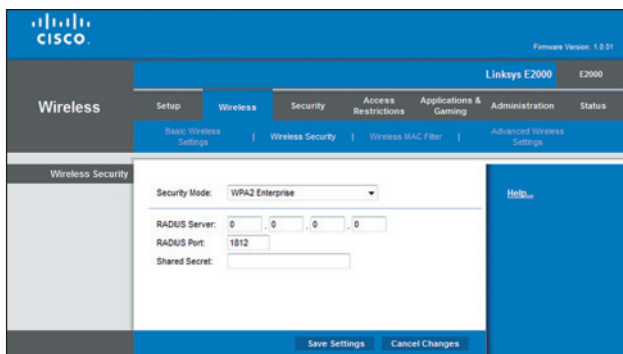 CISCO.
Firmware Version: 1.0.01
Linksys E2000 E2000
Wireless
Setup Wireless Security Access Restrictions Applications & Gaming Administration Status
Basic Wireless Settings | Wireless Security | Wireless MAC Filter | Advanced Wireless Settings
Wireless Security
Security Mode: WPA2 Enterprise
Help...
RADIUS Server: 0 . 0 . 0 . 0
RADIUS Port: 1812
Shared Secret:
Save Settings Cancel Changes